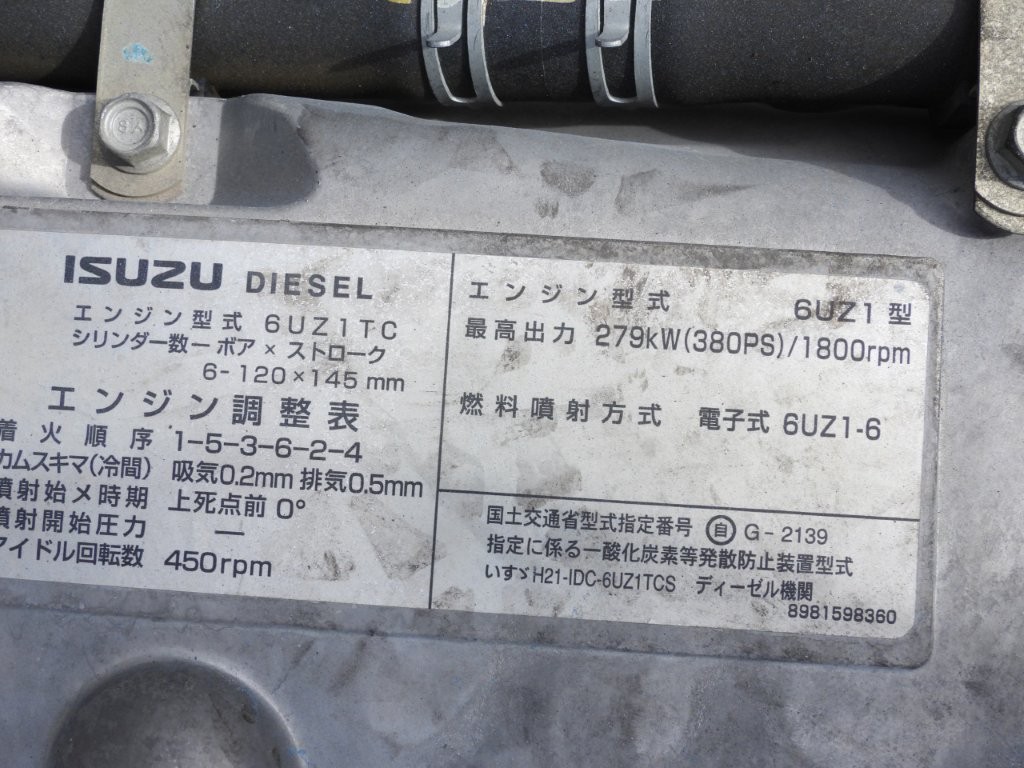 ISUZU DIESEL
エンジン型式 6UZ1TC
シリンダー数ー ボア × ストローク
6-120×145 mm
エンジン調整表
着火順序 1-5-3-6-2-4
カムスキマ(冷間) 吸気0.2mm 排気0.5mm
噴射始メ時期 上死点前 0°
噴射開始圧力 —
アイドル回転数 450rpm
エンジン型式 6UZ1型
最高出力 279kW(380PS)/1800rpm
燃料噴射方式 電子式 6UZ1-6
国土交通省型式指定番号 自 G-2139
指定に係る一酸化炭素等発散防止装置型式
いすゞH21-IDC-6UZ1TCS ディーゼル機関
8981598360